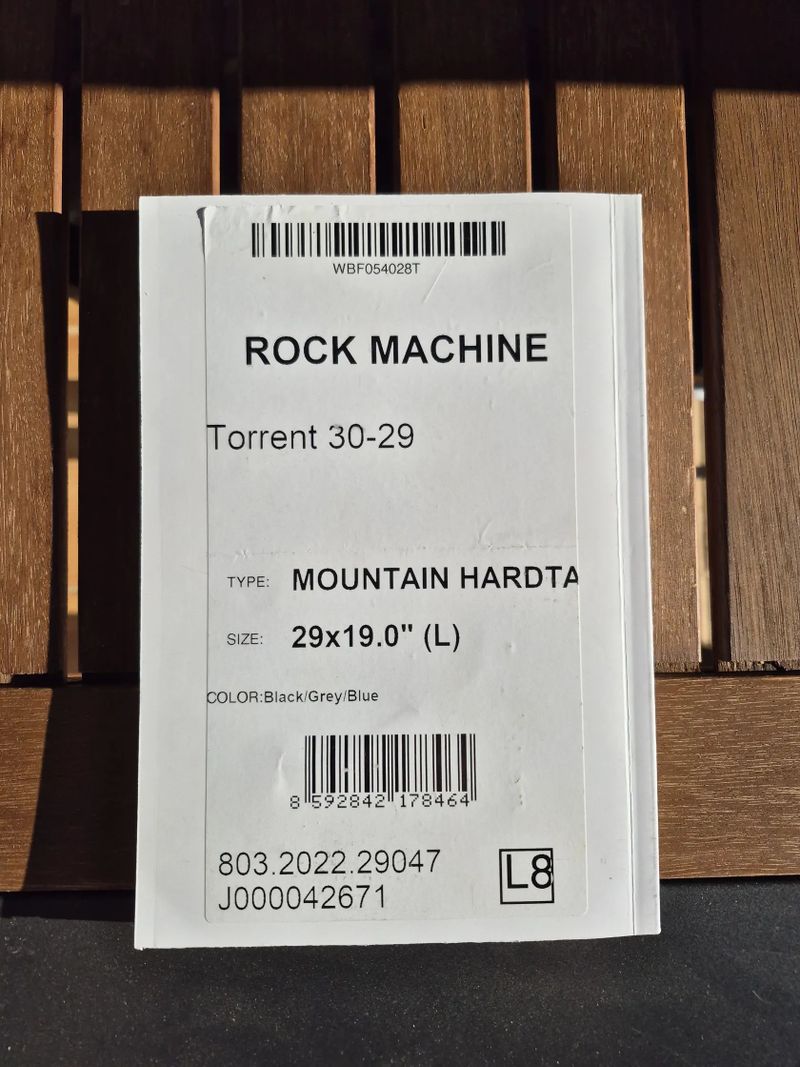 WBF054028T
ROCK MACHINE
Torrent 30-29
TYPE: MOUNTAIN HARDTA
SIZE: 29x19.0" (L)
COLOR:Black/Grey/Blue
8 592842 178464
803.2022.29047
J000042671
L8